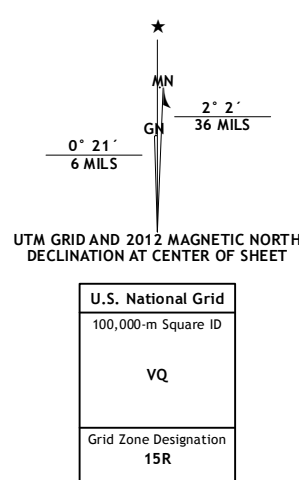 MN
GN
2° 2´
36 MILS
0° 21´
6 MILS
UTM GRID AND 2012 MAGNETIC NORTH
DECLINATION AT CENTER OF SHEET
U.S. National Grid
100,000-m Square ID
VQ
Grid Zone Designation
15R